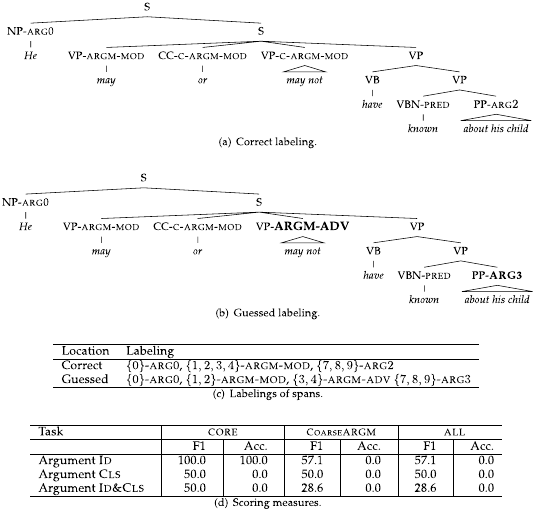 S
NP-ARG0 S
He VP-ARGM-MOD CC-C-ARGM-MOD VP-C-ARGM-MOD VP
may or may not VB VP
have VBN-PRED PP-ARG2
known about his child
(a) Correct labeling.
S
NP-ARG0 S
He VP-ARGM-MOD CC-C-ARGM-MOD VP-ARGM-ADV VP
may or may not VB VP
have VBN-PRED PP-ARG3
known about his child
(b) Guessed labeling.
Location Labeling
Correct {0}-ARG0, {1, 2, 3, 4}-ARGM-MOD, {7, 8, 9}-ARG2
Guessed {0}-ARG0, {1, 2}-ARGM-MOD, {3, 4}-ARGM-ADV {7, 8, 9}-ARG3
(c) Labelings of spans.
Task CORE COARSEARGM ALL
F1 Acc. F1 Acc. F1 Acc.
Argument ID 100.0 100.0 57.1 0.0 57.1 0.0
Argument CLS 50.0 0.0 50.0 0.0 50.0 0.0
Argument ID&CLS 50.0 0.0 28.6 0.0 28.6 0.0
(d) Scoring measures.